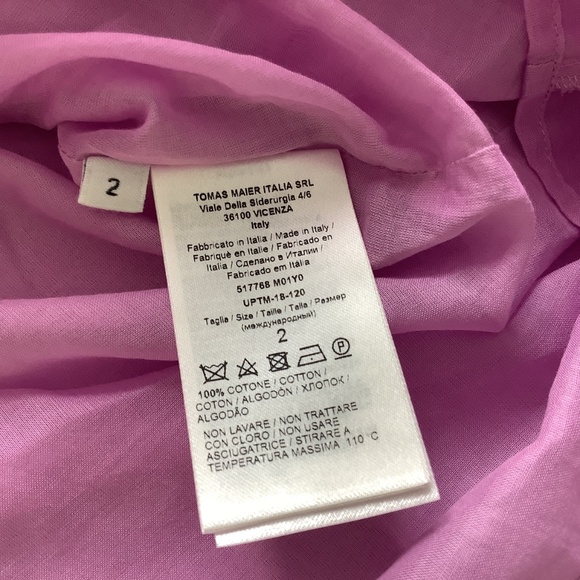 2
TOMAS MAIER ITALIA SRL
Viale Della Siderurgia 4/6
36100 VICENZA
Italy
Fabbricato in Italia / Made in Italy /
Fabriqué en Italie / Fabricado en
Italia / Сделано в Италии /
Fabricado em Itália
517768 M01Y0
UPTM-18-120
Taglia / Size / Taille / Talla / Размер
(международный)
2
P
100% COTONE / COTTON /
COTON / ALGODÓN / ХЛОПОК /
ALGODÃO
NON LAVARE / NON TRATTARE
CON CLORO / NON USARE
ASCIUGATRICE / STIRARE A
TEMPERATURA MASSIMA 110°C